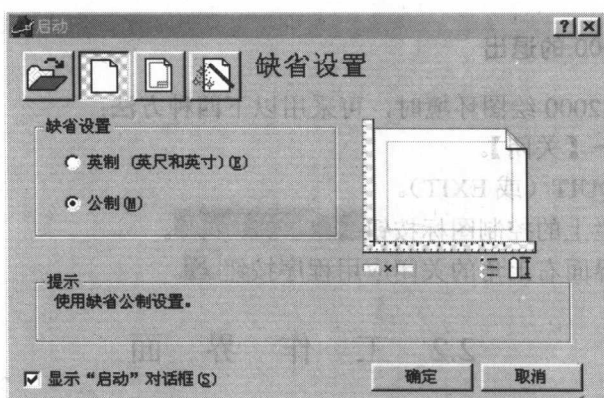 启动
缺省设置
缺省设置
英制 (英尺和英寸)(E)
公制(M)
提示
使用缺省公制设置。
显示“启动”对话框(S)
确定
取消